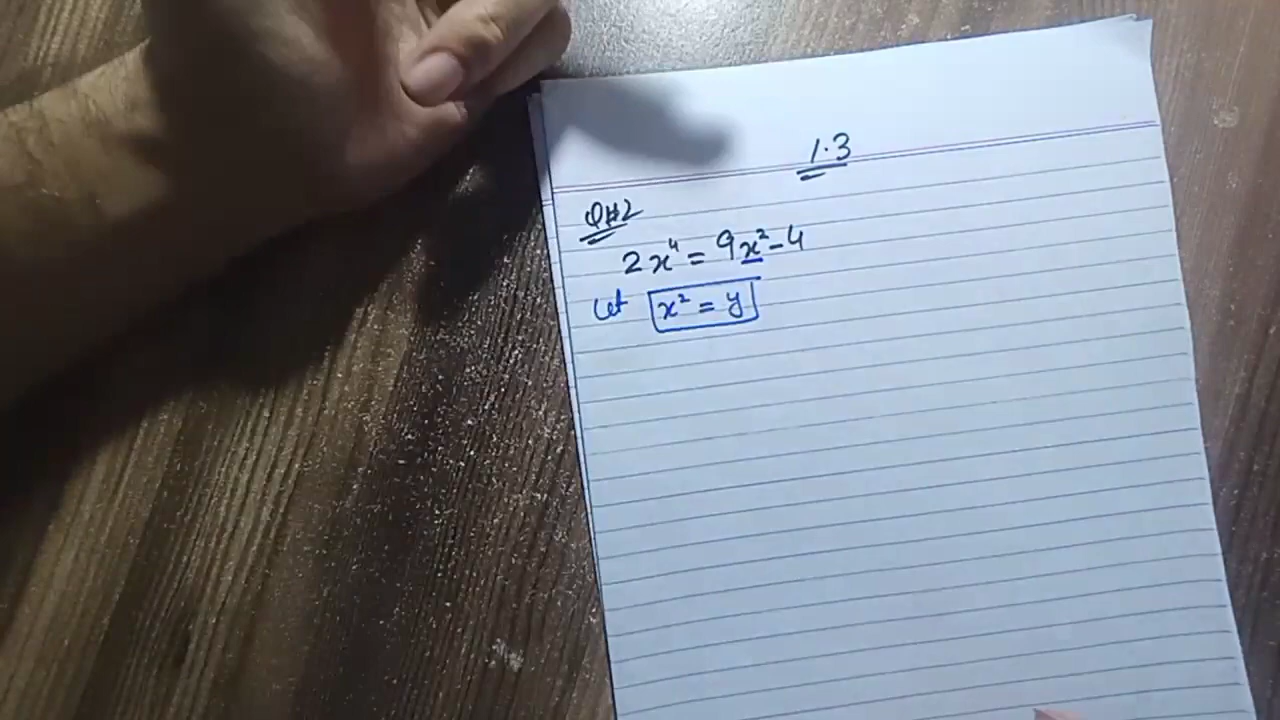 1.3
Q#2
2x⁴ = 9x² - 4
Let x² = y